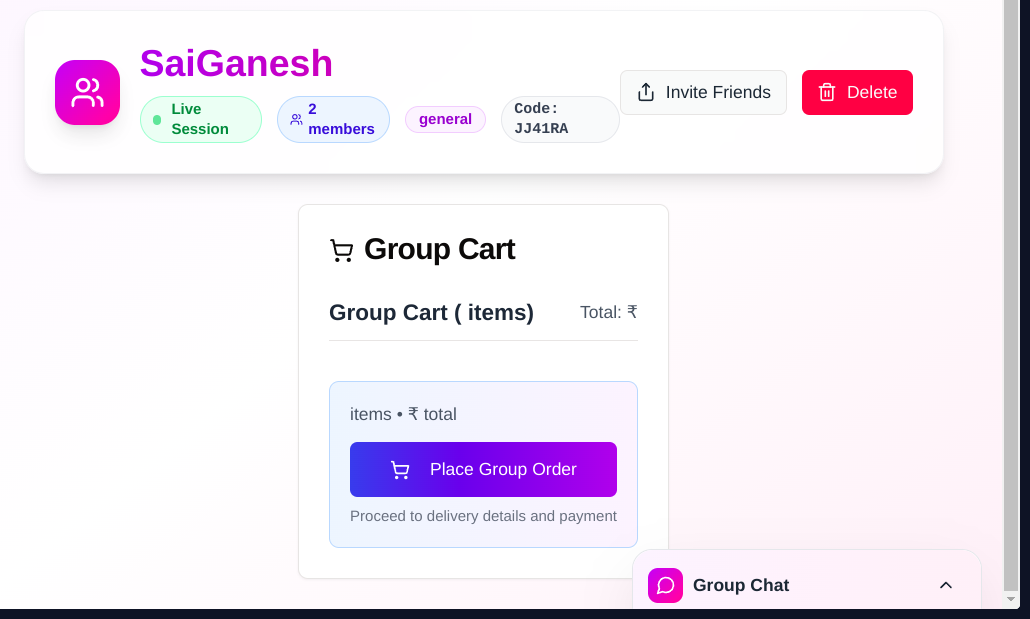 SaiGanesh
Live
Session
2
members
general
Code:
JJ41RA
Invite Friends
Delete
Group Cart
Group Cart ( items)
Total: ₹
items • ₹ total
Place Group Order
Proceed to delivery details and payment
Group Chat